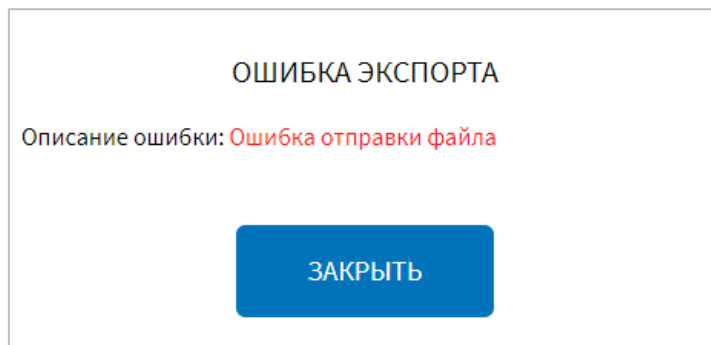 ОШИБКА ЭКСПОРТА
Описание ошибки: Ошибка отправки файла
ЗАКРЫТЬ